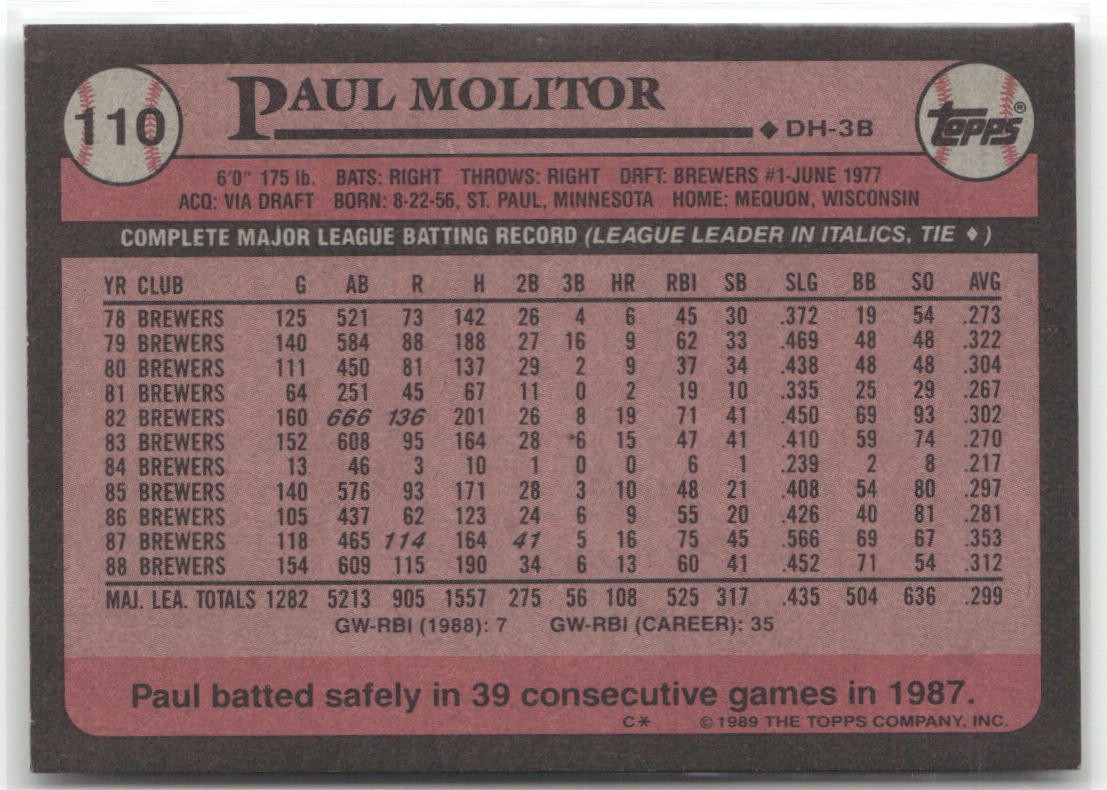 110
PAUL MOLITOR
◆ DH-3B
TOPPS®
6'0" 175 lb. BATS: RIGHT THROWS: RIGHT DRFT: BREWERS #1-JUNE 1977
ACQ: VIA DRAFT BORN: 8-22-56, ST. PAUL, MINNESOTA HOME: MEQUON, WISCONSIN
COMPLETE MAJOR LEAGUE BATTING RECORD (LEAGUE LEADER IN ITALICS, TIE ♦)
YR CLUB G AB R H 2B 3B HR RBI SB SLG BB SO AVG
78 BREWERS 125 521 73 142 26 4 6 45 30 .372 19 54 .273
79 BREWERS 140 584 88 188 27 16 9 62 33 .469 48 48 .322
80 BREWERS 111 450 81 137 29 2 9 37 34 .438 48 48 .304
81 BREWERS 64 251 45 67 11 0 2 19 10 .335 25 29 .267
82 BREWERS 160 666 136 201 26 8 19 71 41 .450 69 93 .302
83 BREWERS 152 608 95 164 28 6 15 47 41 .410 59 74 .270
84 BREWERS 13 46 3 10 1 0 0 6 1 .239 2 8 .217
85 BREWERS 140 576 93 171 28 3 10 48 21 .408 54 80 .297
86 BREWERS 105 437 62 123 24 6 9 55 20 .426 40 81 .281
87 BREWERS 118 465 114 164 41 5 16 75 45 .566 69 67 .353
88 BREWERS 154 609 115 190 34 6 13 60 41 .452 71 54 .312
MAJ. LEA. TOTALS 1282 5213 905 1557 275 56 108 525 317 .435 504 636 .299
GW-RBI (1988): 7 GW-RBI (CAREER): 35
Paul batted safely in 39 consecutive games in 1987.
C* © 1989 THE TOPPS COMPANY, INC.